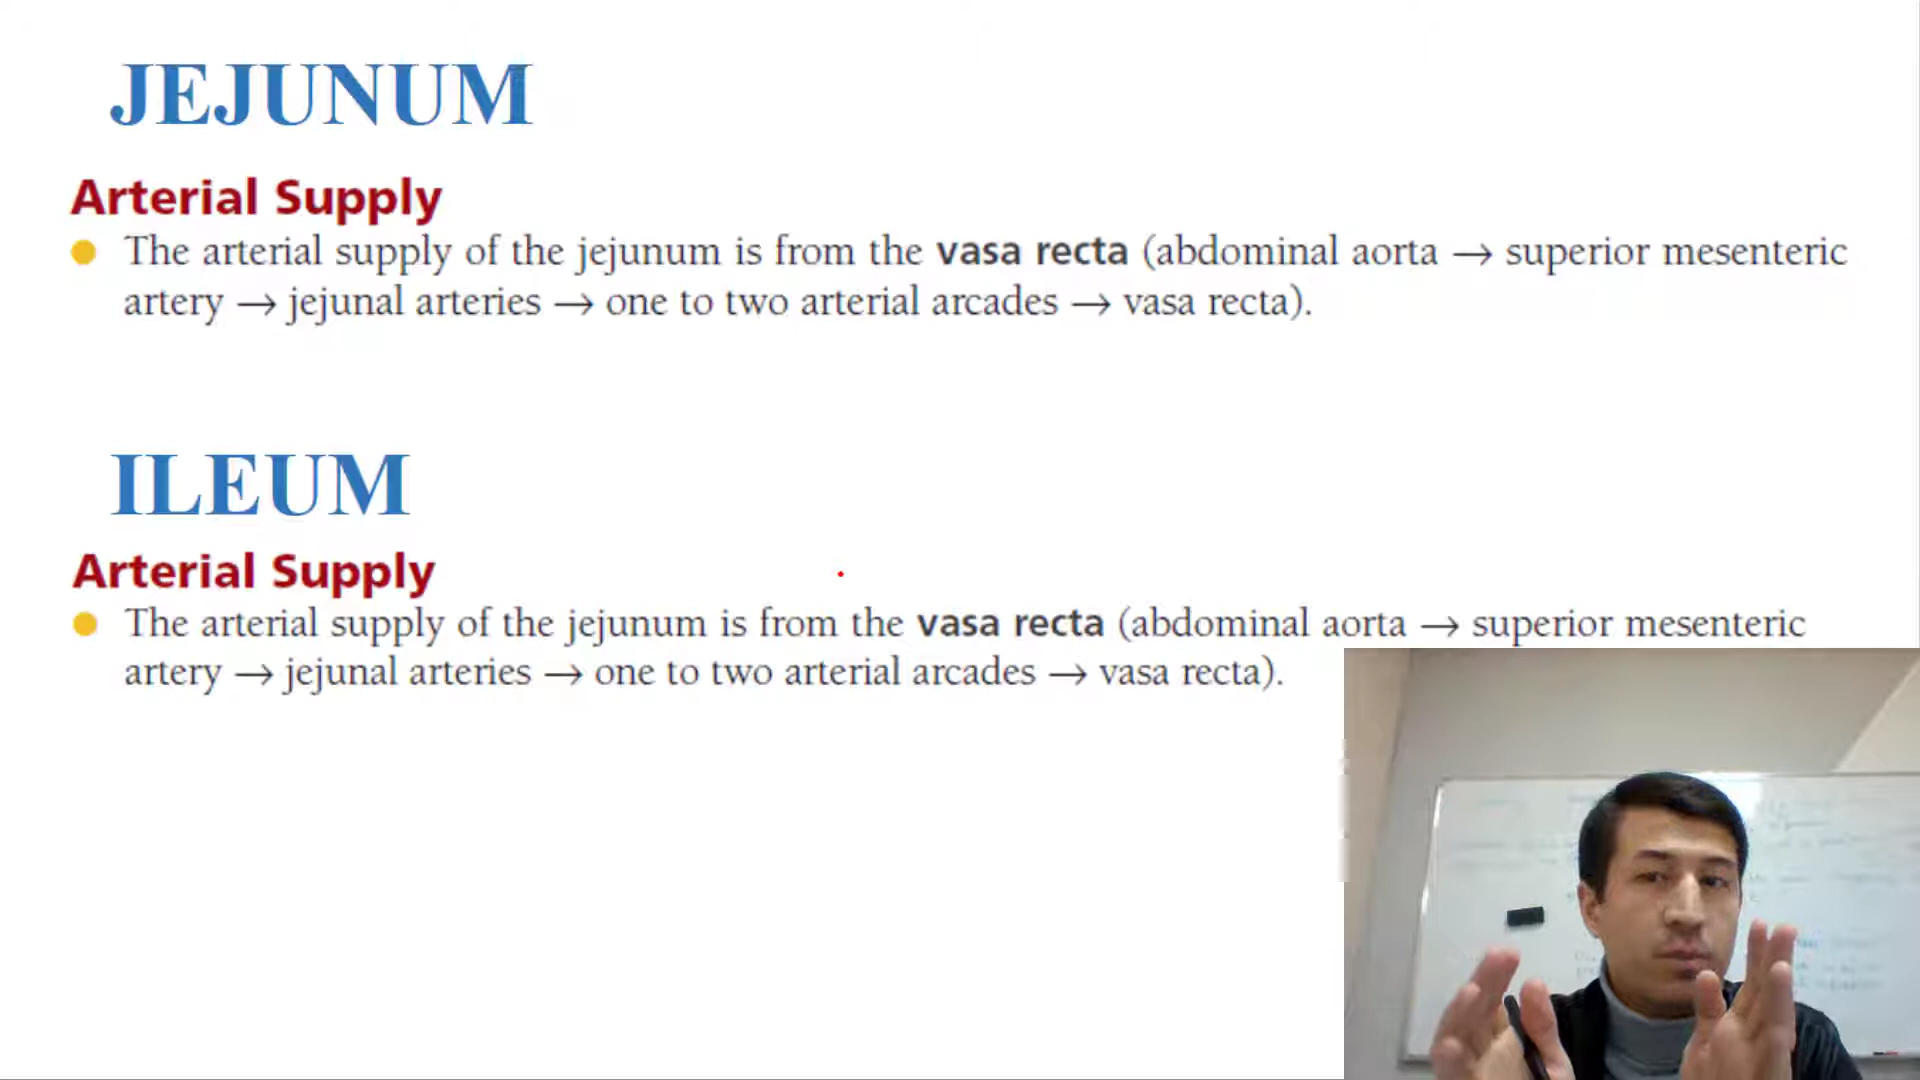 JEJUNUM
Arterial Supply
The arterial supply of the jejunum is from the vasa recta (abdominal aorta → superior mesenteric
artery → jejunal arteries → one to two arterial arcades → vasa recta).
ILEUM
Arterial Supply
The arterial supply of the jejunum is from the vasa recta (abdominal aorta → superior mesenteric
artery → jejunal arteries → one to two arterial arcades → vasa recta).